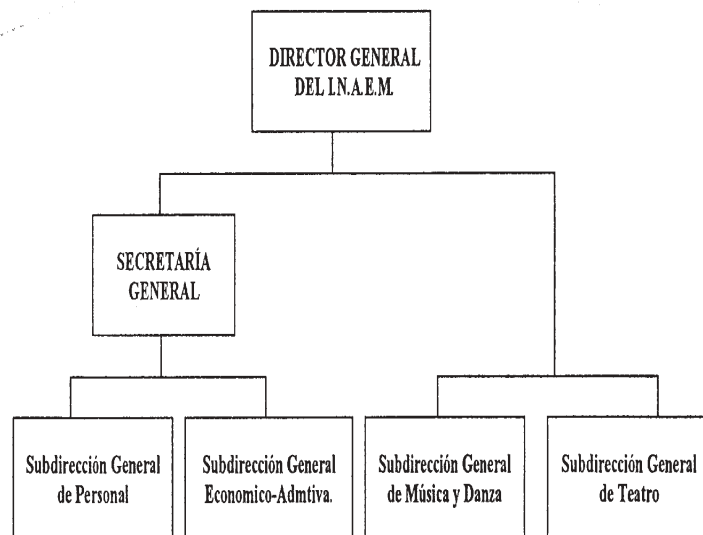 DIRECTOR GENERAL
DEL I.N.A.E.M.
SECRETARÍA
GENERAL
Subdirección General
de Personal
Subdirección General
Economico-Admtiva.
Subdirección General
de Música y Danza
Subdirección General
de Teatro